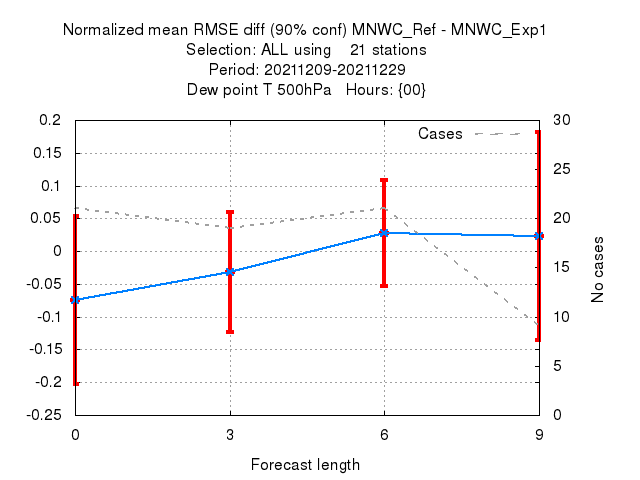 Normalized mean RMSE diff (90% conf) MNWC_Ref - MNWC_Exp1
Selection: ALL using    21 stations
Period: 20211209-20211229
Dew point T 500hPa   Hours: {00}
Cases
0.2
0.15
0.1
0.05
0
-0.05
-0.1
-0.15
-0.2
-0.25
30
25
20
15
10
5
0
No cases
0 3 6 9
Forecast length